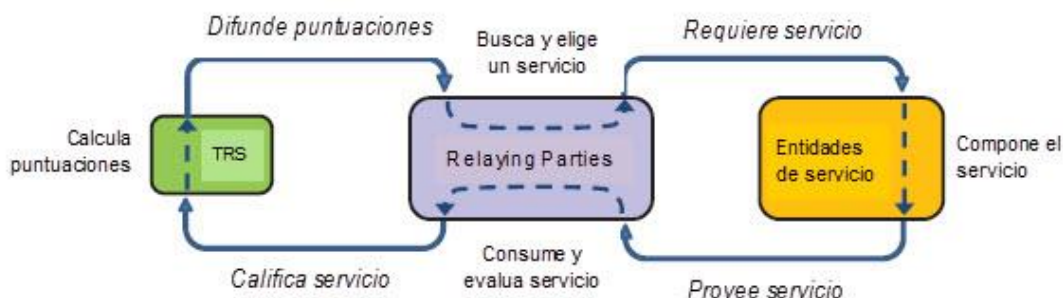 Difunde puntuaciones
Busca y elige
un servicio
Requiere servicio
Calcula
puntuaciones
TRS
Relaying Parties
Entidades
de servicio
Compone el
servicio
Califica servicio
Consume y
evalua servicio
Provee servicio